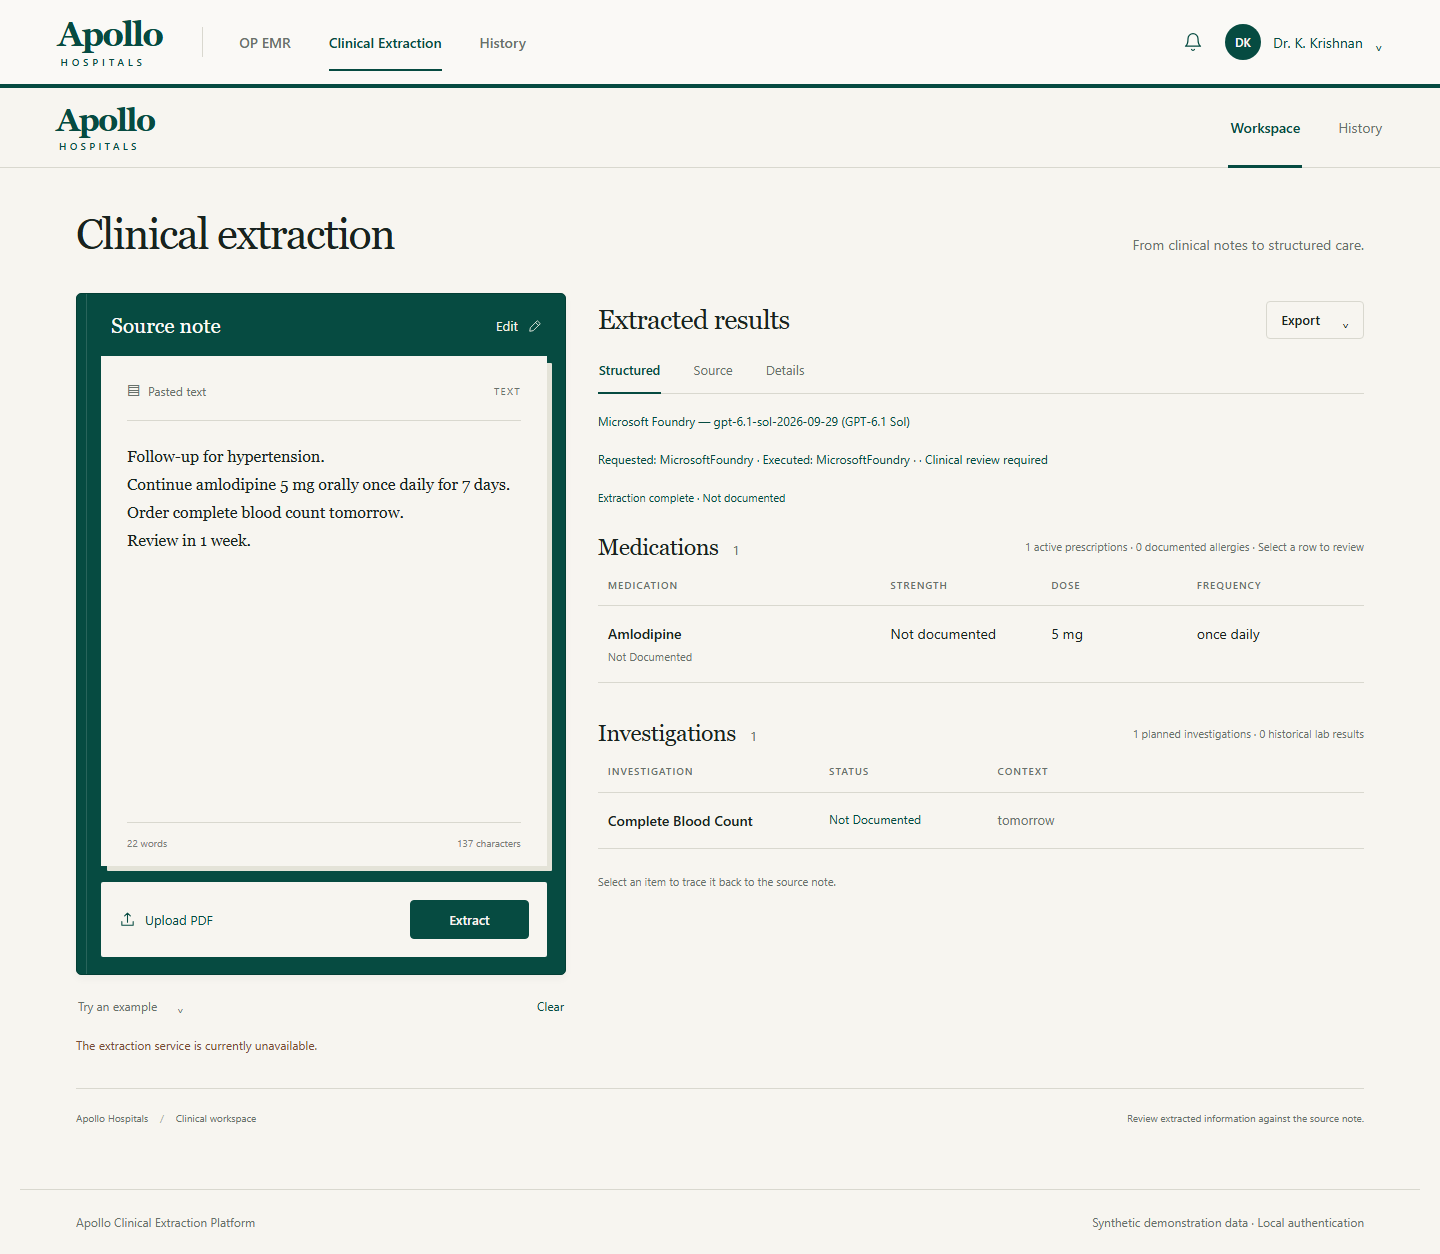 Apollo
HOSPITALS
OP EMR
Clinical Extraction
History
DK
Dr. K. Krishnan
Apollo
HOSPITALS
Workspace
History
Clinical extraction
From clinical notes to structured care.
Source note
Edit
Pasted text
TEXT
Follow-up for hypertension.
Continue amlodipine 5 mg orally once daily for 7 days.
Order complete blood count tomorrow.
Review in 1 week.
22 words
137 characters
Upload PDF
Extract
Try an example
Clear
The extraction service is currently unavailable.
Extracted results
Export
Structured
Source
Details
Microsoft Foundry — gpt-6.1-sol-2026-09-29 (GPT-6.1 Sol)
Requested: MicrosoftFoundry · Executed: MicrosoftFoundry · · Clinical review required
Extraction complete · Not documented
Medications 1
1 active prescriptions · 0 documented allergies · Select a row to review
MEDICATION STRENGTH DOSE FREQUENCY
Amlodipine Not documented 5 mg once daily
Not Documented
Investigations 1
1 planned investigations · 0 historical lab results
INVESTIGATION STATUS CONTEXT
Complete Blood Count Not Documented tomorrow
Select an item to trace it back to the source note.
Apollo Hospitals / Clinical workspace
Review extracted information against the source note.
Apollo Clinical Extraction Platform
Synthetic demonstration data · Local authentication